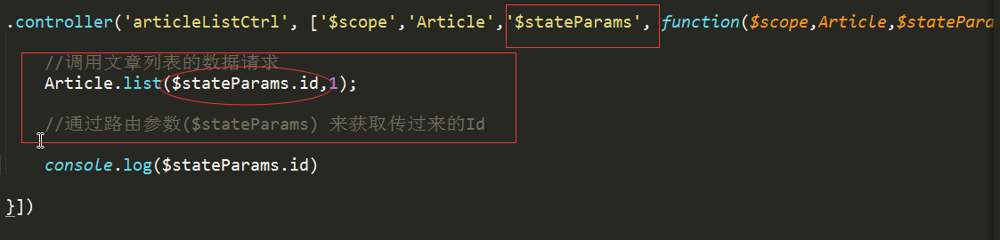 .controller('articleListCtrl', ['$scope','Article','$stateParams', function($scope,Article,$statePara
//调用文章列表的数据请求
Article.list($stateParams.id,1);
//通过路由参数($stateParams) 来获取传过来的Id
console.log($stateParams.id)
}])